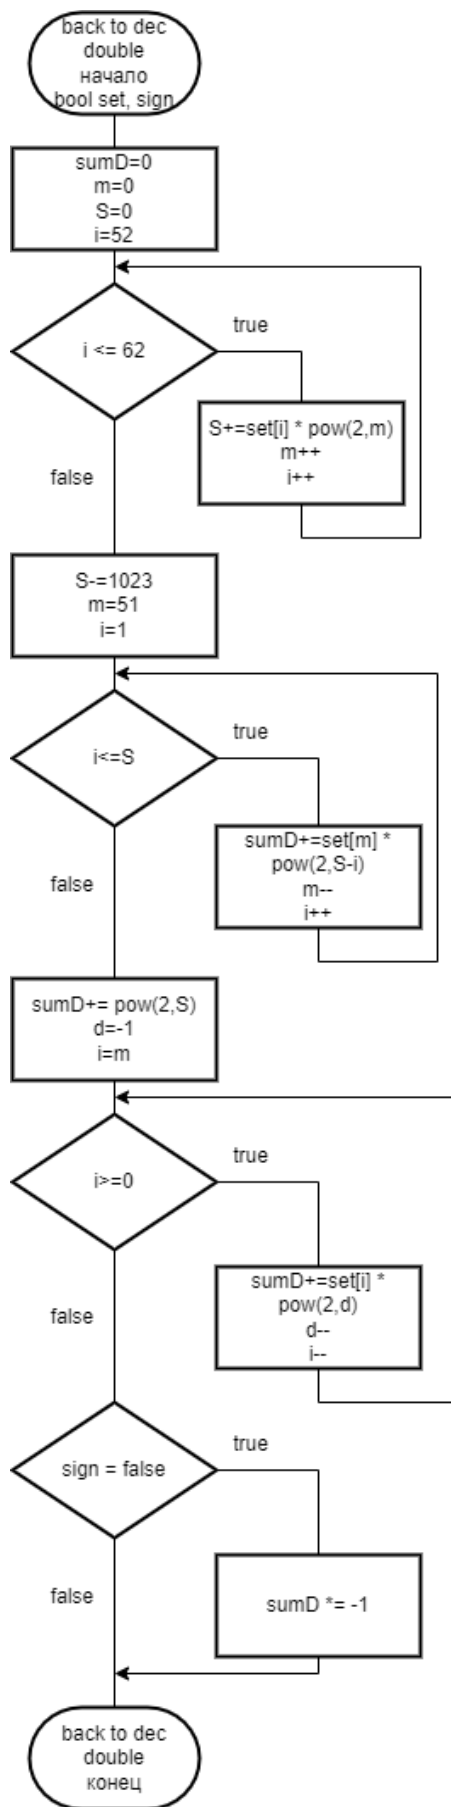 back to dec
double
начало
bool set, sign
sumD=0
m=0
S=0
i=52
i <= 62
true
S+=set[i] * pow(2,m)
m++
i++
false
S-=1023
m=51
i=1
i<=S
true
sumD+=set[m] *
pow(2,S-i)
m--
i++
false
sumD+= pow(2,S)
d=-1
i=m
i>=0
true
sumD+=set[i] *
pow(2,d)
d--
i--
false
sign = false
true
sumD *= -1
false
back to dec
double
конец